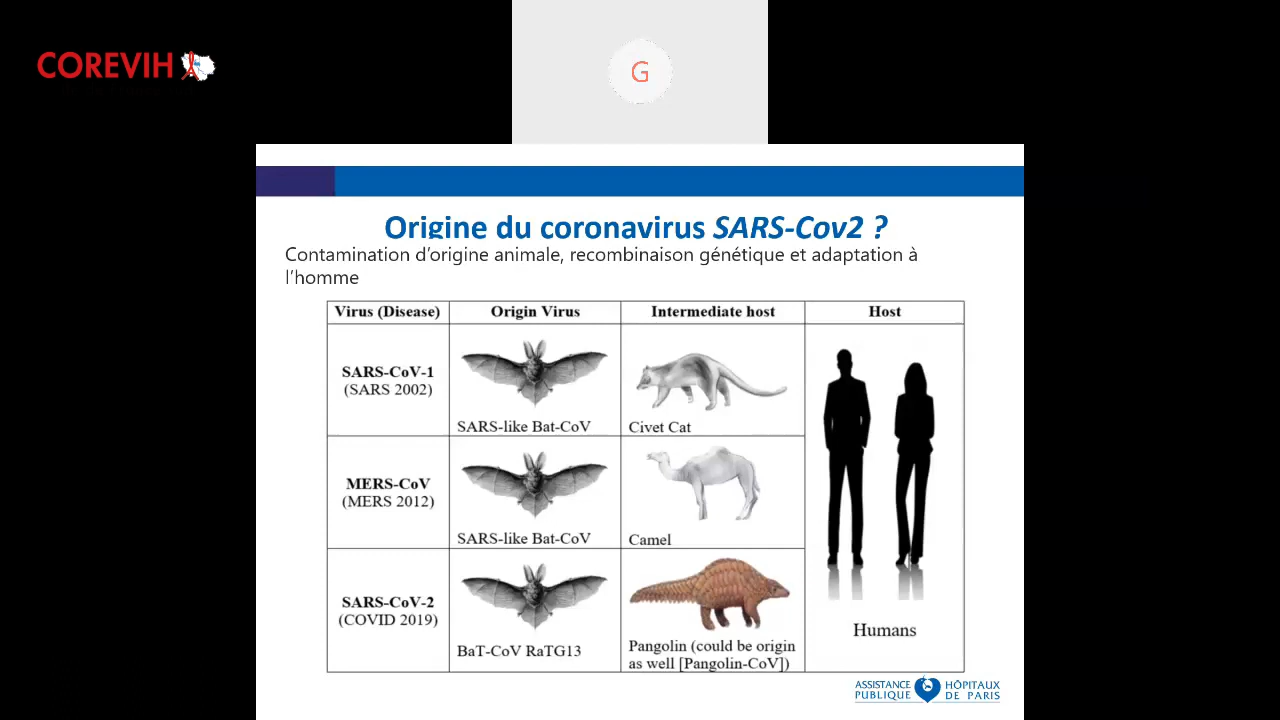 COREVIH
G
Origine du coronavirus SARS-Cov2 ?
Contamination d’origine animale, recombinaison génétique et adaptation à
l’homme
Virus (Disease) Origin Virus Intermediate host Host
SARS-CoV-1
(SARS 2002)
SARS-like Bat-CoV
Civet Cat
MERS-CoV
(MERS 2012)
SARS-like Bat-CoV
Camel
SARS-CoV-2
(COVID 2019)
BaT-CoV RaTG13
Pangolin (could be origin
as well [Pangolin-CoV])
Humans
ASSISTANCE HÔPITAUX
PUBLIQUE DE PARIS